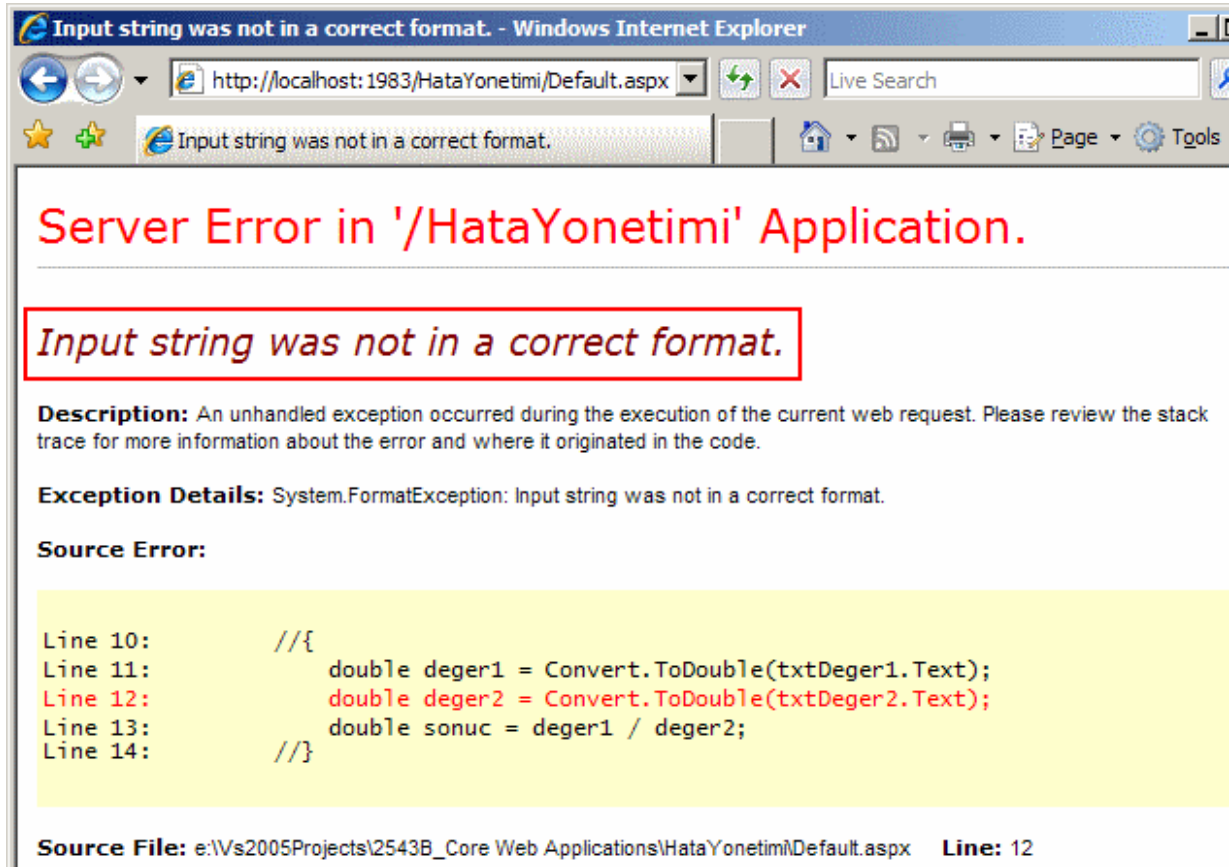 Input string was not in a correct format. - Windows Internet Explorer
http://localhost:1983/HataYonetimi/Default.aspx
Live Search
Input string was not in a correct format.
Page
Tools
Server Error in '/HataYonetimi' Application.
Input string was not in a correct format.
Description: An unhandled exception occurred during the execution of the current web request. Please review the stack
trace for more information about the error and where it originated in the code.
Exception Details: System.FormatException: Input string was not in a correct format.
Source Error:
Line 10:         //{
Line 11:             double deger1 = Convert.ToDouble(txtDeger1.Text);
Line 12:             double deger2 = Convert.ToDouble(txtDeger2.Text);
Line 13:             double sonuc = deger1 / deger2;
Line 14:         //}
Source File: e:\Vs2005Projects\2543B_Core Web Applications\HataYonetimi\Default.aspx    Line: 12